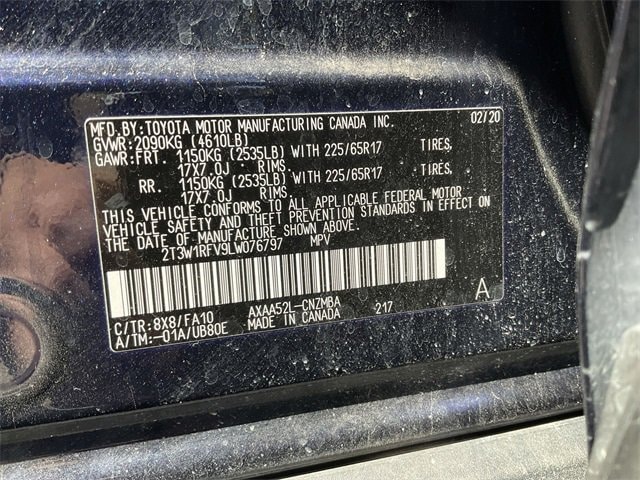 MFD.BY:TOYOTA MOTOR MANUFACTURING CANADA INC. 02/20
GVWR:2090KG (4610LB)
GAWR:FRT. 1150KG (2535LB) WITH 225/65R17 TIRES,
17X7.0J RIMS.
RR. 1150KG (2535LB) WITH 225/65R17 TIRES,
17X7.0J RIMS.
THIS VEHICLE CONFORMS TO ALL APPLICABLE FEDERAL MOTOR
VEHICLE SAFETY AND THEFT PREVENTION STANDARDS IN EFFECT ON
THE DATE OF MANUFACTURE SHOWN ABOVE.
2T3W1RFV9LW076797 MPV
C/TR:8X8/FA10 AXAA52L-CNZMBA 217 A
A/TM:-01A/UB80E MADE IN CANADA